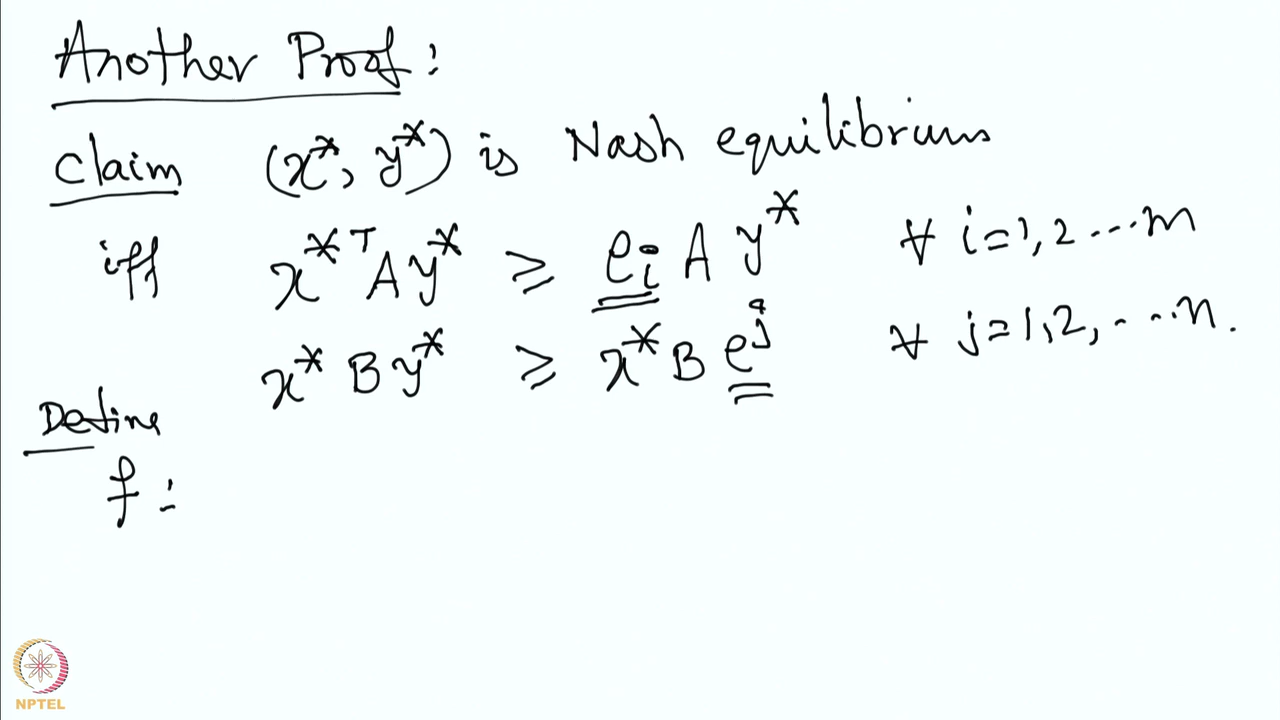 Another Proof :
Claim (x*, y*) is Nash equilibrium
iff x*ᵀAy* ≥ eᵢ A y* ∀ i=1,2...m
x* B y* ≥ x* B eʲ ∀ j=1,2,...n.
Define
f :
NPTEL